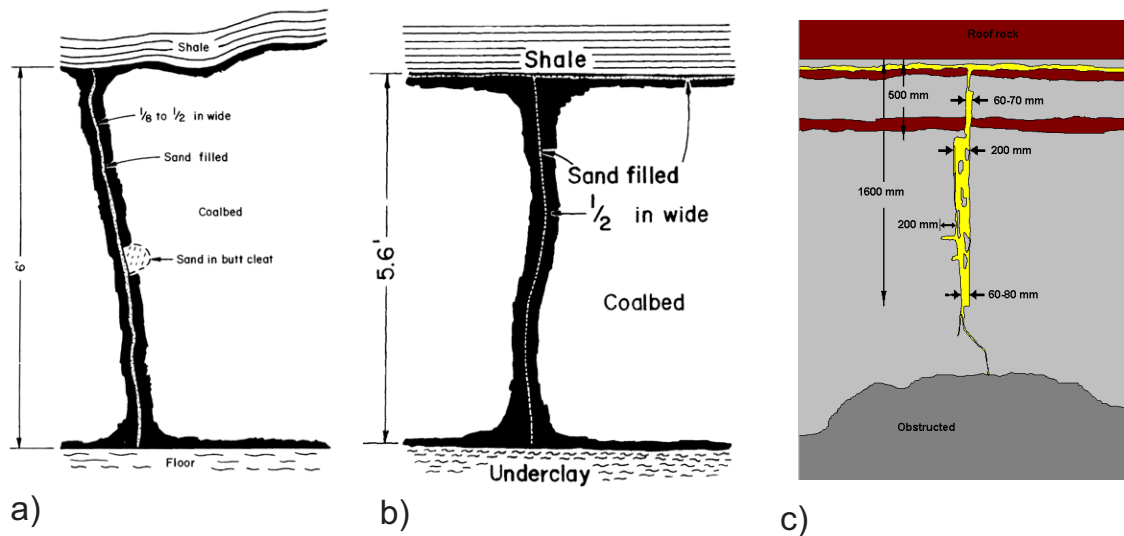 Shale
1/8 to 1/2 in wide
Sand filled
Coalbed
6'
Sand in butt cleat
Floor
a)
Shale
Sand filled
1/2 in wide
5.6'
Coalbed
Underclay
b)
Roof rock
500 mm
60-70 mm
200 mm
1600 mm
200 mm
60-80 mm
Obstructed
c)